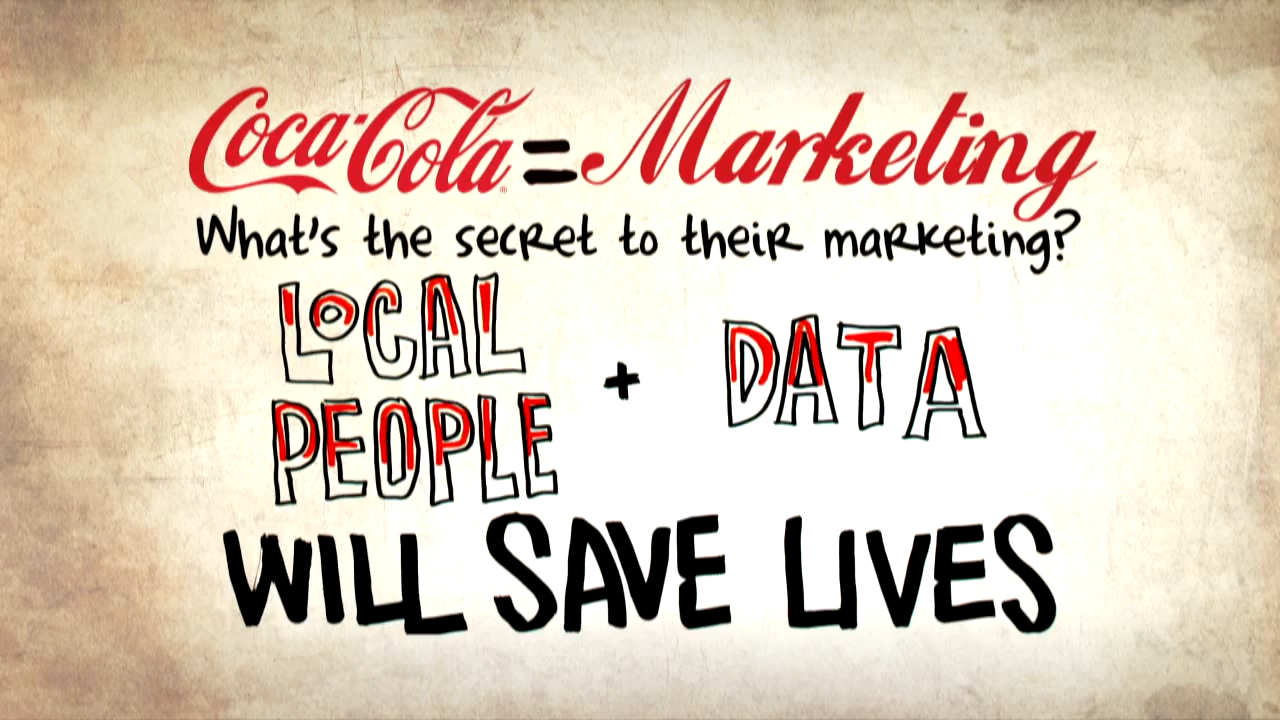 Coca-Cola = Marketing
What's the secret to their marketing?
LOCAL
PEOPLE + DATA
WILL SAVE LIVES